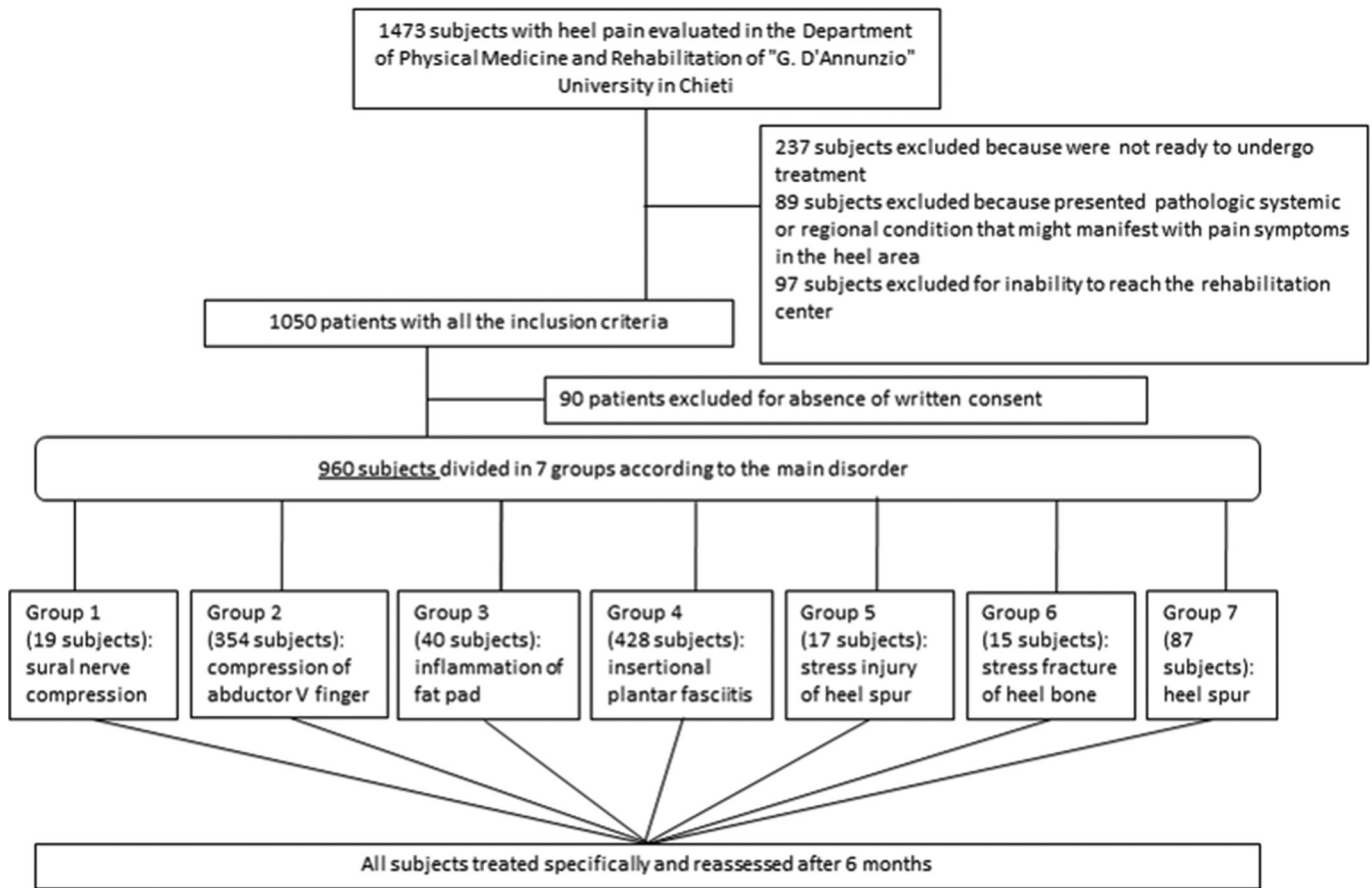 1473 subjects with heel pain evaluated in the Department
of Physical Medicine and Rehabilitation of "G. D'Annunzio"
University in Chieti
237 subjects excluded because were not ready to undergo
treatment
89 subjects excluded because presented pathologic systemic
or regional condition that might manifest with pain symptoms
in the heel area
97 subjects excluded for inability to reach the rehabilitation
center
1050 patients with all the inclusion criteria
90 patients excluded for absence of written consent
960 subjects divided in 7 groups according to the main disorder
Group 1
(19 subjects):
sural nerve
compression
Group 2
(354 subjects):
compression of
abductor V finger
Group 3
(40 subjects):
inflammation of
fat pad
Group 4
(428 subjects):
insertional
plantar fasciitis
Group 5
(17 subjects):
stress injury
of heel spur
Group 6
(15 subjects):
stress fracture
of heel bone
Group 7
(87
subjects):
heel spur
All subjects treated specifically and reassessed after 6 months